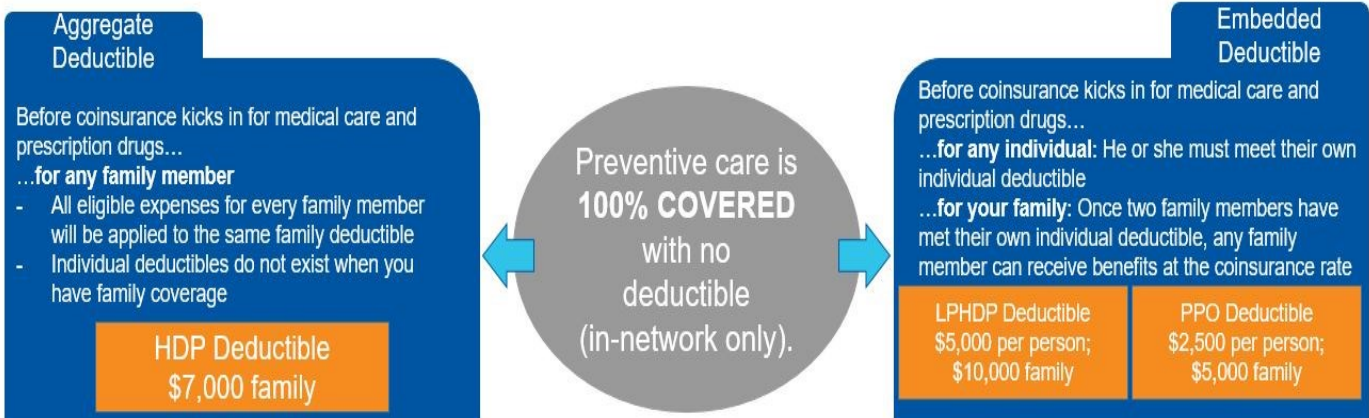 Aggregate
Deductible
Before coinsurance kicks in for medical care and
prescription drugs…
…for any family member
- All eligible expenses for every family member
will be applied to the same family deductible
- Individual deductibles do not exist when you
have family coverage
HDP Deductible
$7,000 family
Preventive care is
100% COVERED
with no
deductible
(in-network only).
Embedded
Deductible
Before coinsurance kicks in for medical care and
prescription drugs…
…for any individual: He or she must meet their own
individual deductible
…for your family: Once two family members have
met their own individual deductible, any family
member can receive benefits at the coinsurance rate
LPHDP Deductible
$5,000 per person;
$10,000 family
PPO Deductible
$2,500 per person;
$5,000 family